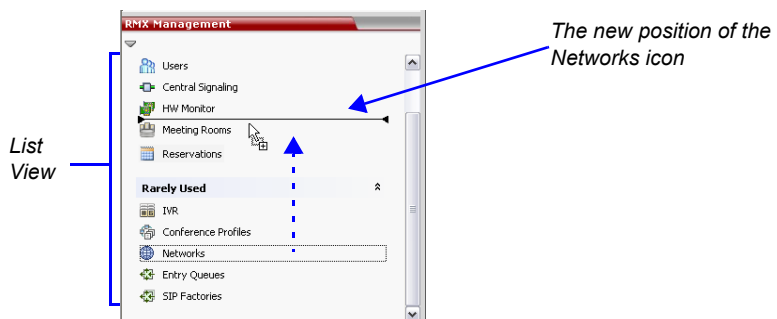 RMX Management
The new position of the
Networks icon
Users
Central Signaling
HW Monitor
Meeting Rooms
Reservations
List
View
Rarely Used
IVR
Conference Profiles
Networks
Entry Queues
SIP Factories